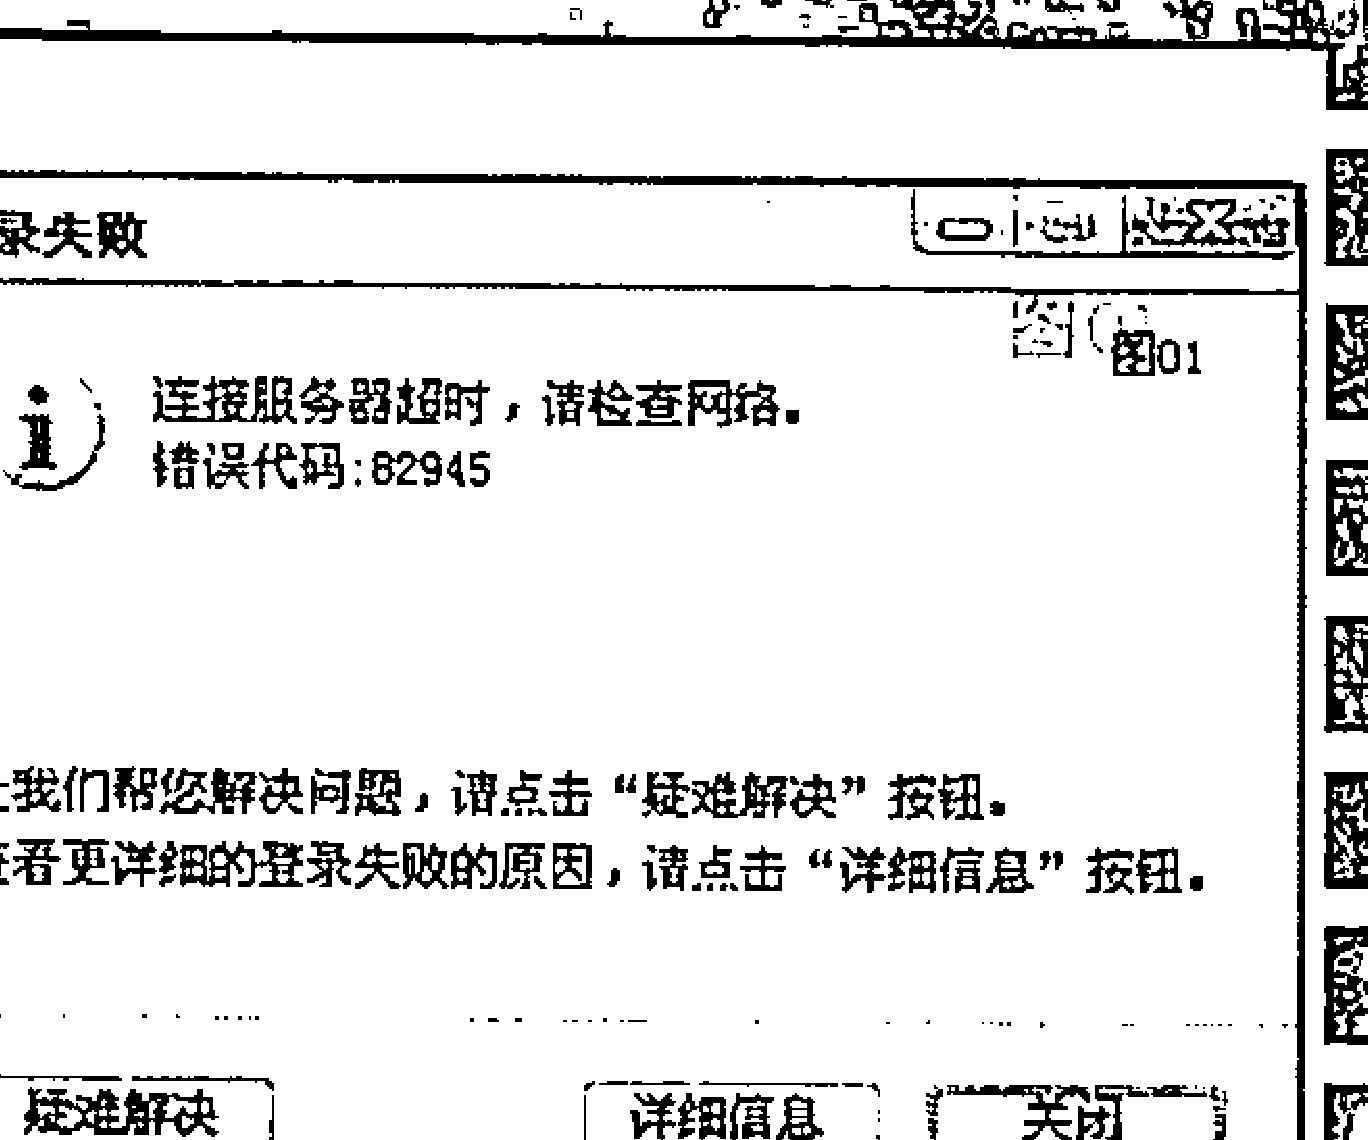 录失败
图01
连接服务器超时，请检查网络。
错误代码:82945
我们帮您解决问题，请点击“疑难解决”按钮。
查看更详细的登录失败的原因，请点击“详细信息”按钮。
疑难解决 详细信息 关闭